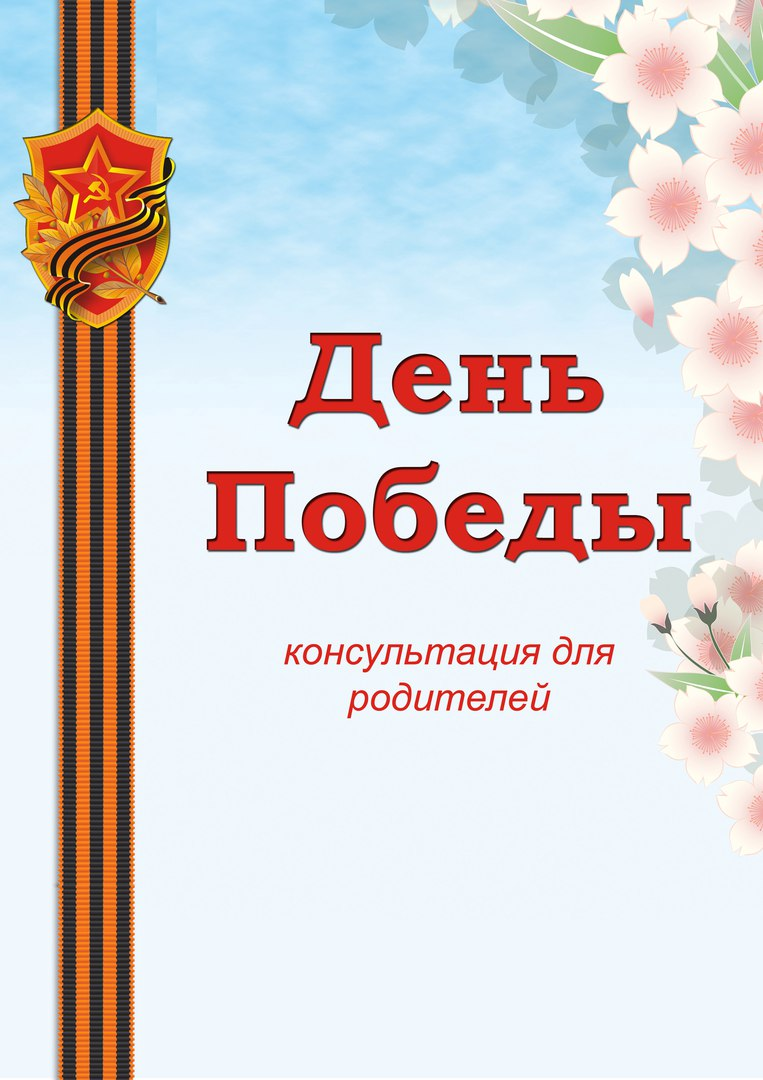 День
Победы
консультация для
родителей